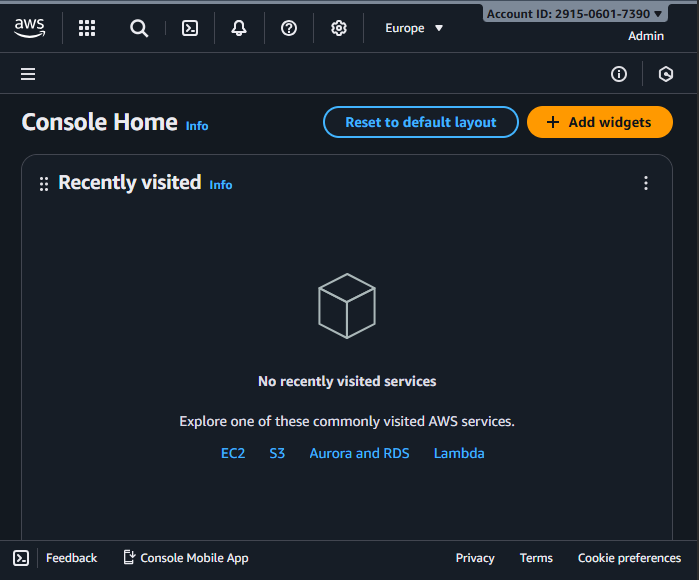 aws
Europe
Account ID: 2915-0601-7390
Admin
Console Home Info
Reset to default layout
Add widgets
Recently visited Info
No recently visited services
Explore one of these commonly visited AWS services.
EC2 S3 Aurora and RDS Lambda
Feedback Console Mobile App Privacy Terms Cookie preferences